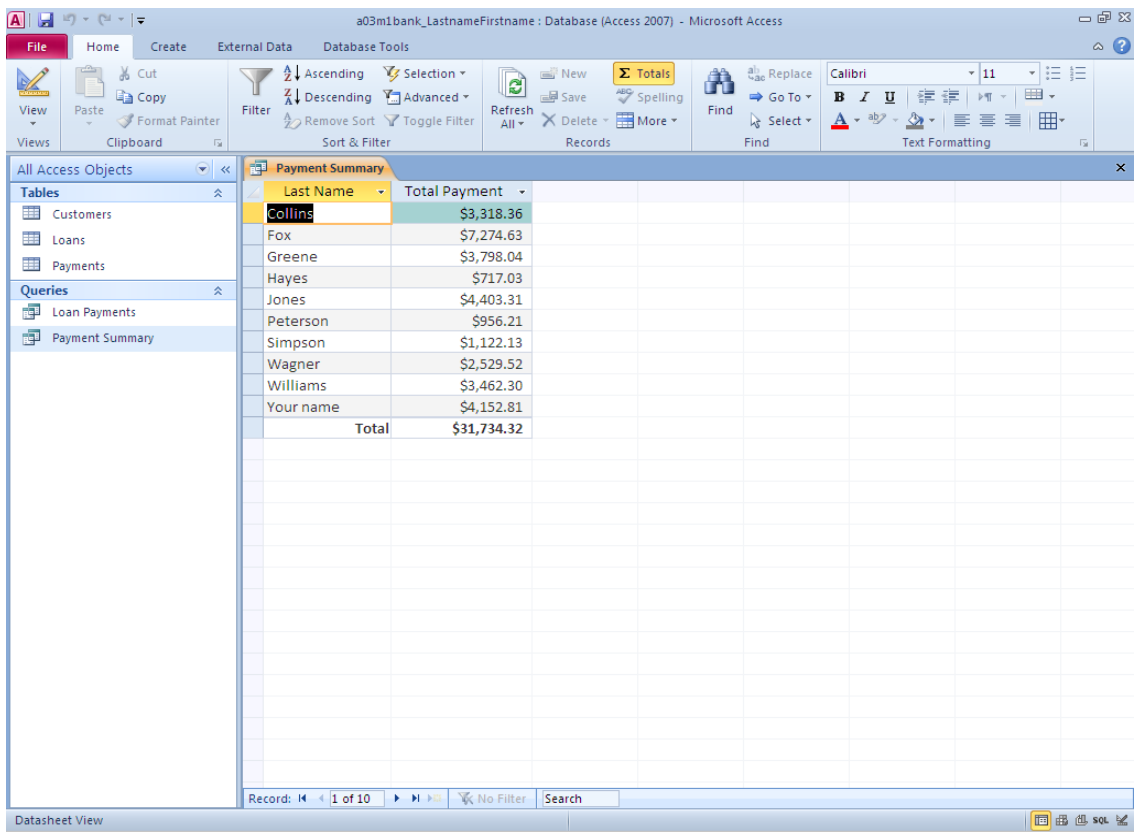 a03m1bank_LastnameFirstname : Database (Access 2007) - Microsoft Access
File Home Create External Data Database Tools
View
Views
Paste
Cut
Copy
Format Painter
Clipboard
Filter
Ascending
Descending
Remove Sort
Selection
Advanced
Toggle Filter
Sort & Filter
Refresh
All
New
Save
Delete
Totals
Spelling
More
Records
Find
Replace
Go To
Select
Find
Calibri 11
B I U
A ab
Text Formatting
All Access Objects
Tables
Customers
Loans
Payments
Queries
Loan Payments
Payment Summary
Payment Summary
Last Name Total Payment
Collins $3,318.36
Fox $7,274.63
Greene $3,798.04
Hayes $717.03
Jones $4,403.31
Peterson $956.21
Simpson $1,122.13
Wagner $2,529.52
Williams $3,462.30
Your name $4,152.81
Total $31,734.32
Record: 1 of 10 No Filter Search
Datasheet View SQL